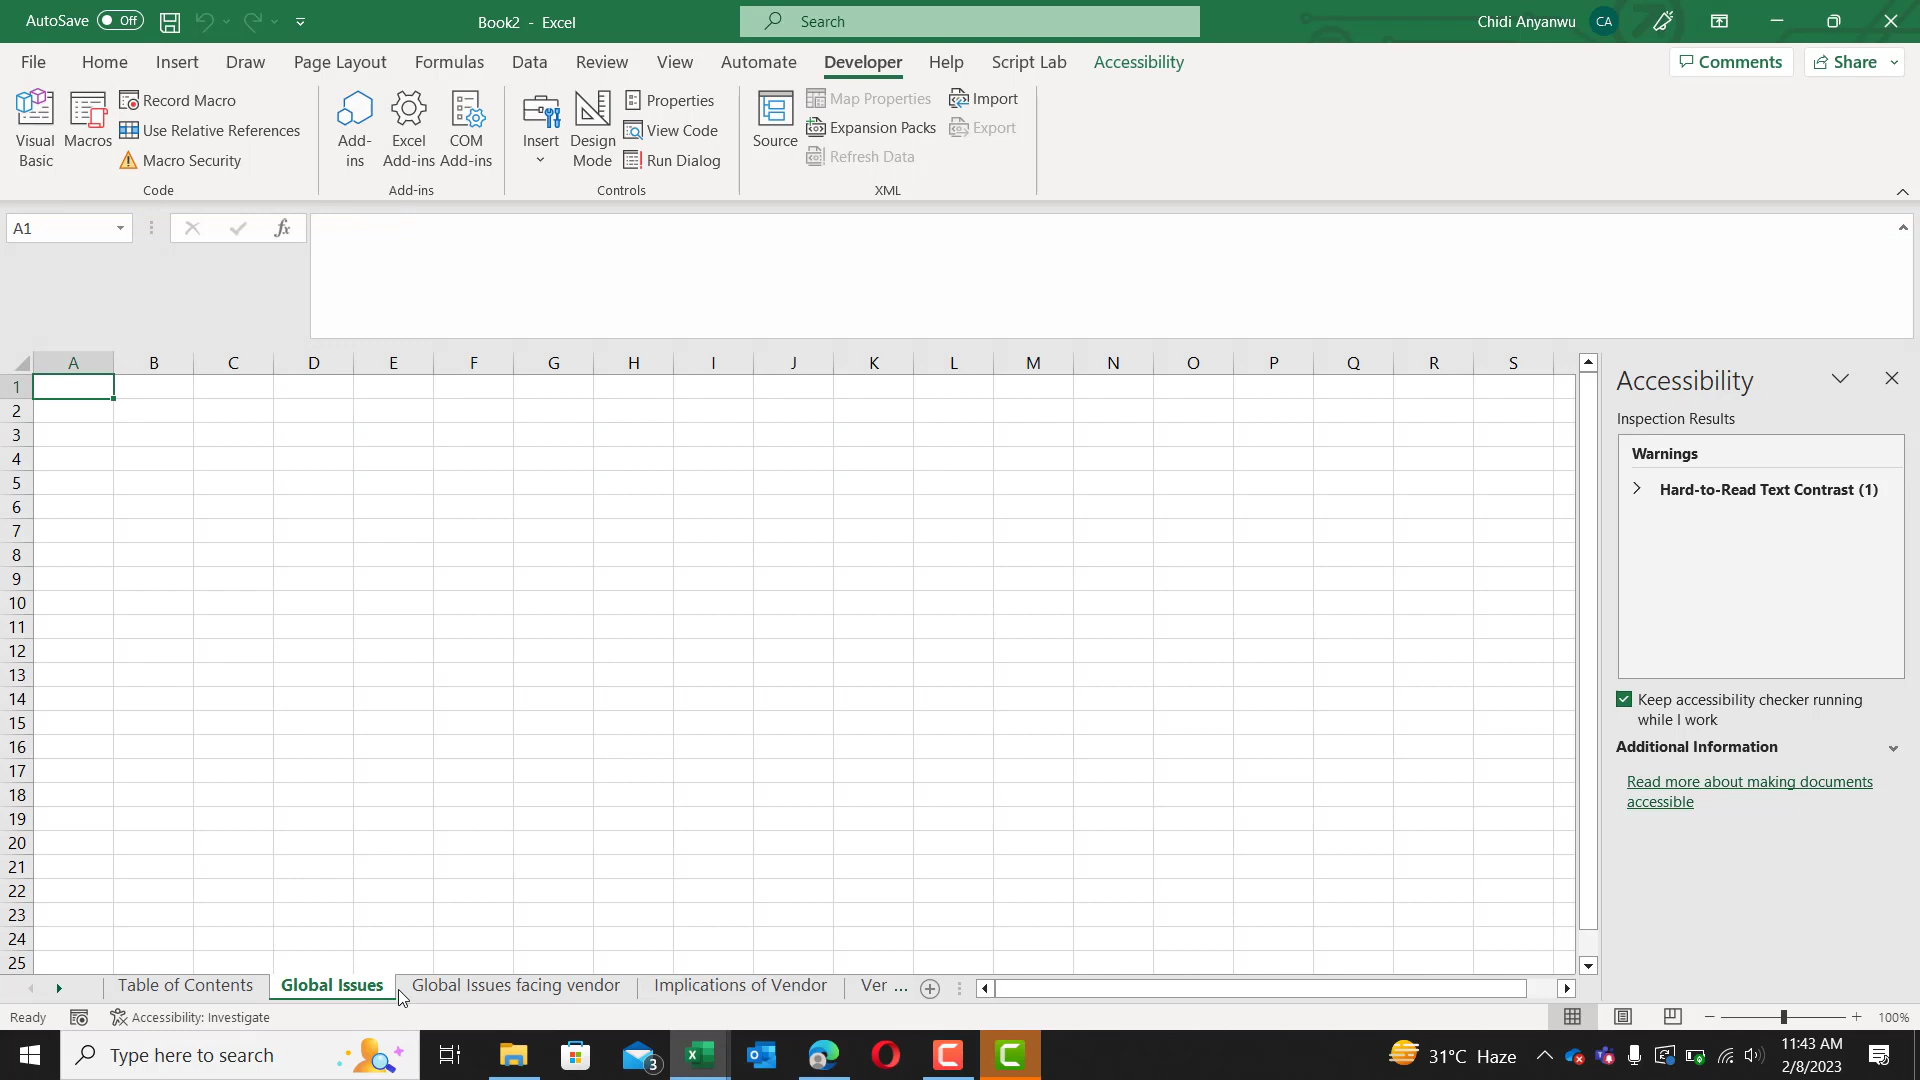 AutoSave Off
Book2 - Excel
Search
Chidi Anyanwu CA
File Home Insert Draw Page Layout Formulas Data Review View Automate Developer Help Script Lab Accessibility
Comments Share
Visual Basic
Macros
Record Macro
Use Relative References
Macro Security
Code
Add-ins
Excel Add-ins
COM Add-ins
Add-ins
Insert
Design Mode
Properties
View Code
Run Dialog
Controls
Source
Map Properties
Expansion Packs
Refresh Data
Import
Export
XML
A1
fx
A B C D E F G H I J K L M N O P Q R S
1
2
3
4
5
6
7
8
9
10
11
12
13
14
15
16
17
18
19
20
21
22
23
24
25
Accessibility
Inspection Results
Warnings
Hard-to-Read Text Contrast (1)
Keep accessibility checker running
while I work
Additional Information
Read more about making documents
accessible
Table of Contents Global Issues Global Issues facing vendor Implications of Vendor Ver ...
Ready Accessibility: Investigate
100%
Type here to search
3
31°C Haze
11:43 AM
2/8/2023